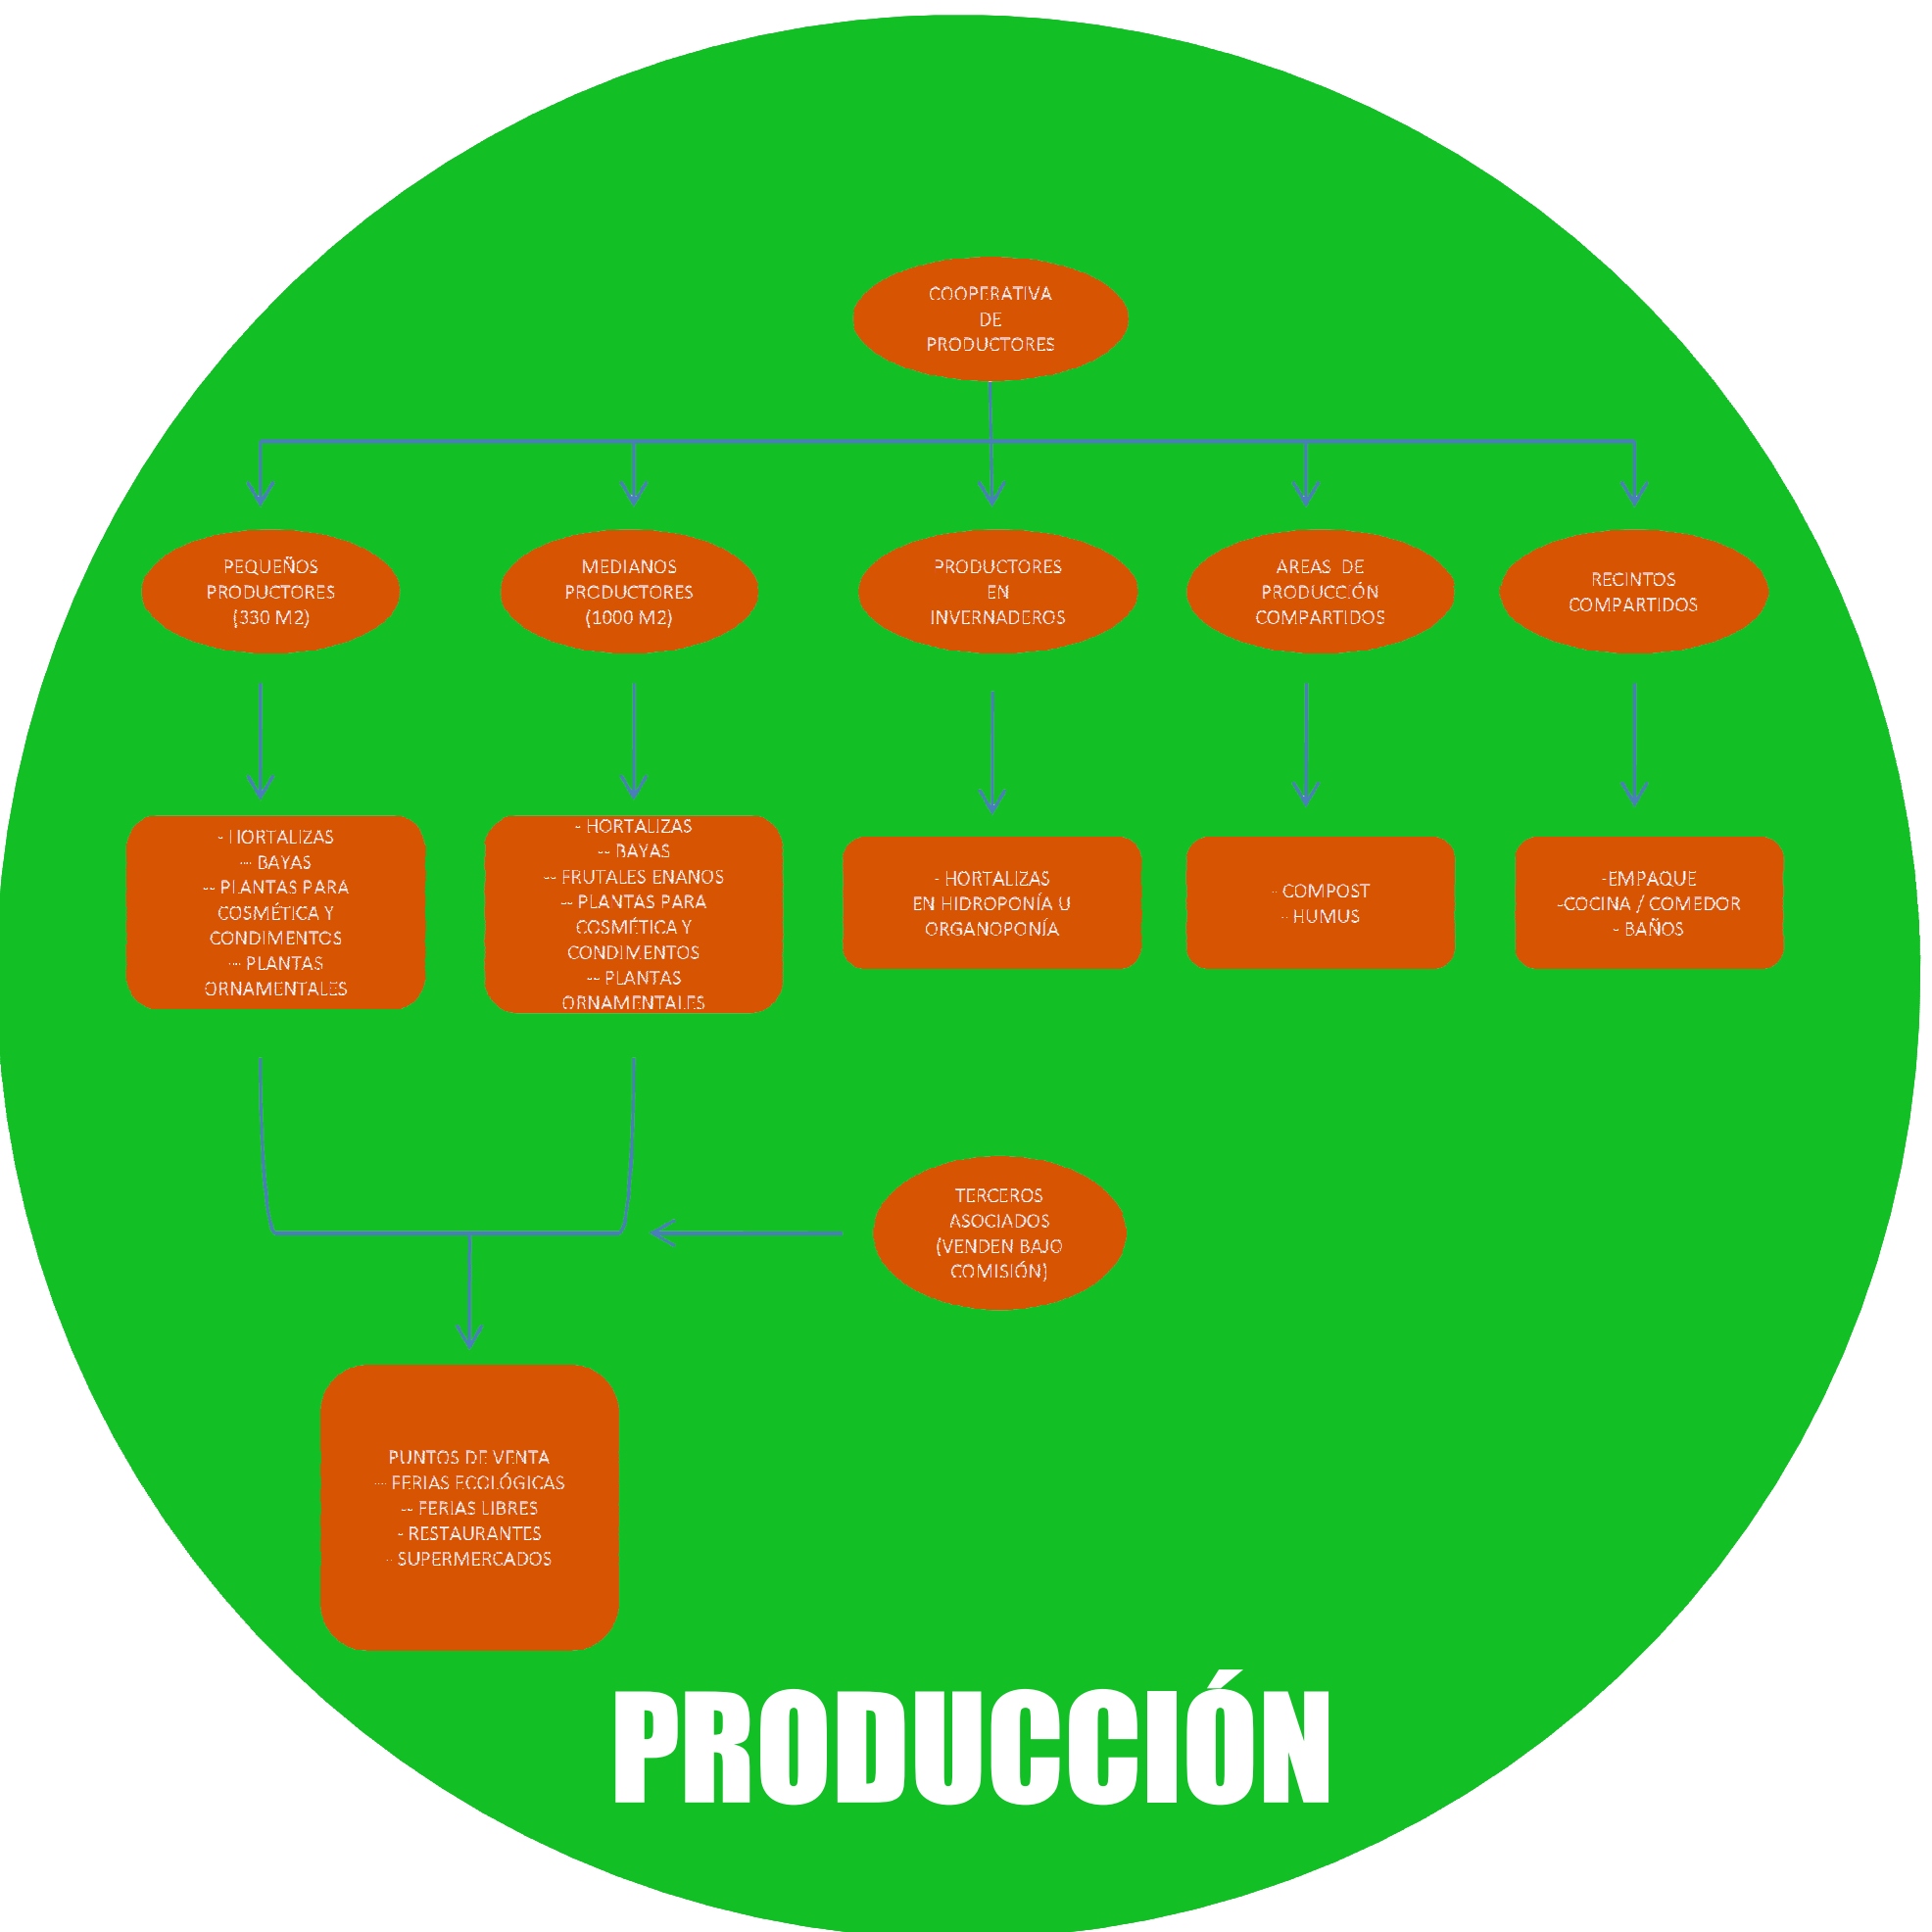 COOPERATIVA
DE
PRODUCTORES
PEQUEÑOS
PRODUCTORES
(330 M2)
MEDIANOS
PRODUCTORES
(1000 M2)
PRODUCTORES
EN
INVERNADEROS
AREAS DE
PRODUCCIÓN
COMPARTIDOS
RECINTOS
COMPARTIDOS
- HORTALIZAS
-- BAYAS
-- PLANTAS PARA
COSMÉTICA Y
CONDIMENTOS
-- PLANTAS
ORNAMENTALES
- HORTALIZAS
-- BAYAS
-- FRUTALES ENANOS
-- PLANTAS PARA
COSMÉTICA Y
CONDIMENTOS
-- PLANTAS
ORNAMENTALES
- HORTALIZAS
EN HIDROPONÍA U
ORGANOPONÍA
- COMPOST
- HUMUS
-EMPAQUE
-COCINA / COMEDOR
- BAÑOS
TERCEROS
ASOCIADOS
(VENDEN BAJO
COMISIÓN)
PUNTOS DE VENTA
-- FERIAS ECOLÓGICAS
-- FERIAS LIBRES
- RESTAURANTES
- SUPERMERCADOS
PRODUCCIÓN